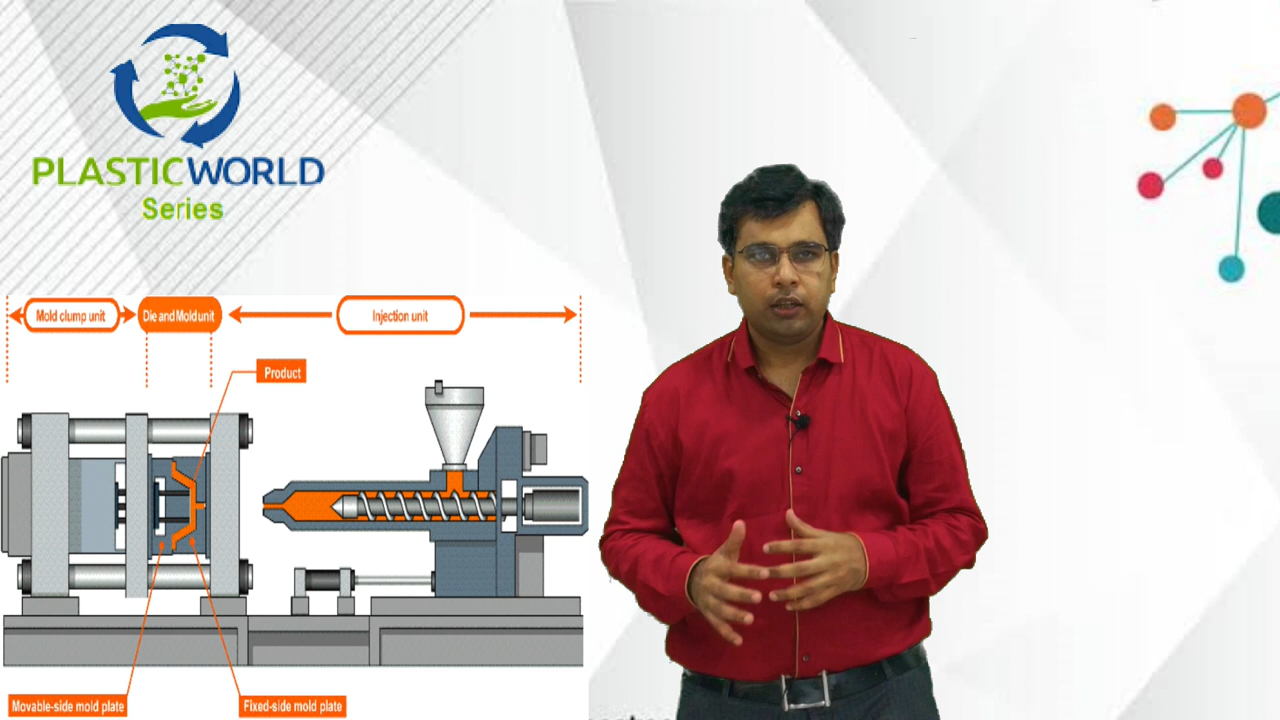 PLASTICWORLD
Series
Mold clump unit
Die and Mold unit
Injection unit
Product
Movable-side mold plate
Fixed-side mold plate